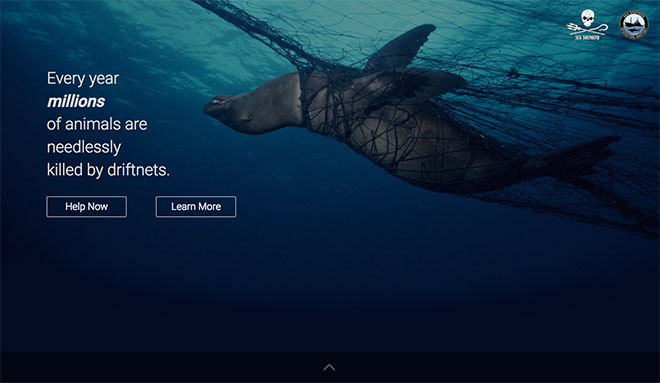 Every year
millions
of animals are
needlessly
killed by driftnets.
Help Now
Learn More
SEA SHEPHERD